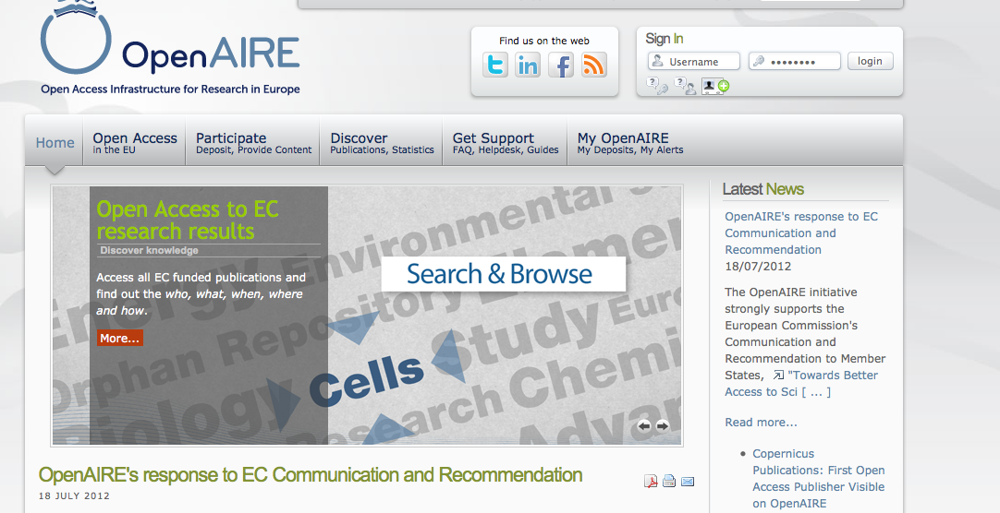 OpenAIRE
Open Access Infrastructure for Research in Europe
Find us on the web
Sign In
Username
login
Home
Open Access
in the EU
Participate
Deposit, Provide Content
Discover
Publications, Statistics
Get Support
FAQ, Helpdesk, Guides
My OpenAIRE
My Deposits, My Alerts
Open Access to EC
research results
Discover knowledge
Access all EC funded publications and
find out the who, what, when, where
and how.
More...
Search & Browse
Energy Environmental
Orphan Repository
Cells Study
Biology Research
Latest News
OpenAIRE's response to EC
Communication and
Recommendation
18/07/2012
The OpenAIRE initiative
strongly supports the
European Commission's
Communication and
Recommendation to Member
States, "Towards Better
Access to Sci [ ... ]
Read more...
• Copernicus
Publications: First Open
Access Publisher Visible
on OpenAIRE
OpenAIRE's response to EC Communication and Recommendation
18 JULY 2012